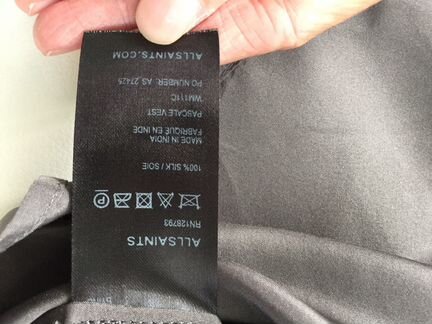 ALLSAINTS
RN128793
100% SILK / SOIE
FABRIQUE EN INDE
MADE IN INDIA
PASCALE VEST
WM111C
PO NUMBER. AS. 27425
ALLSAINTS.COM